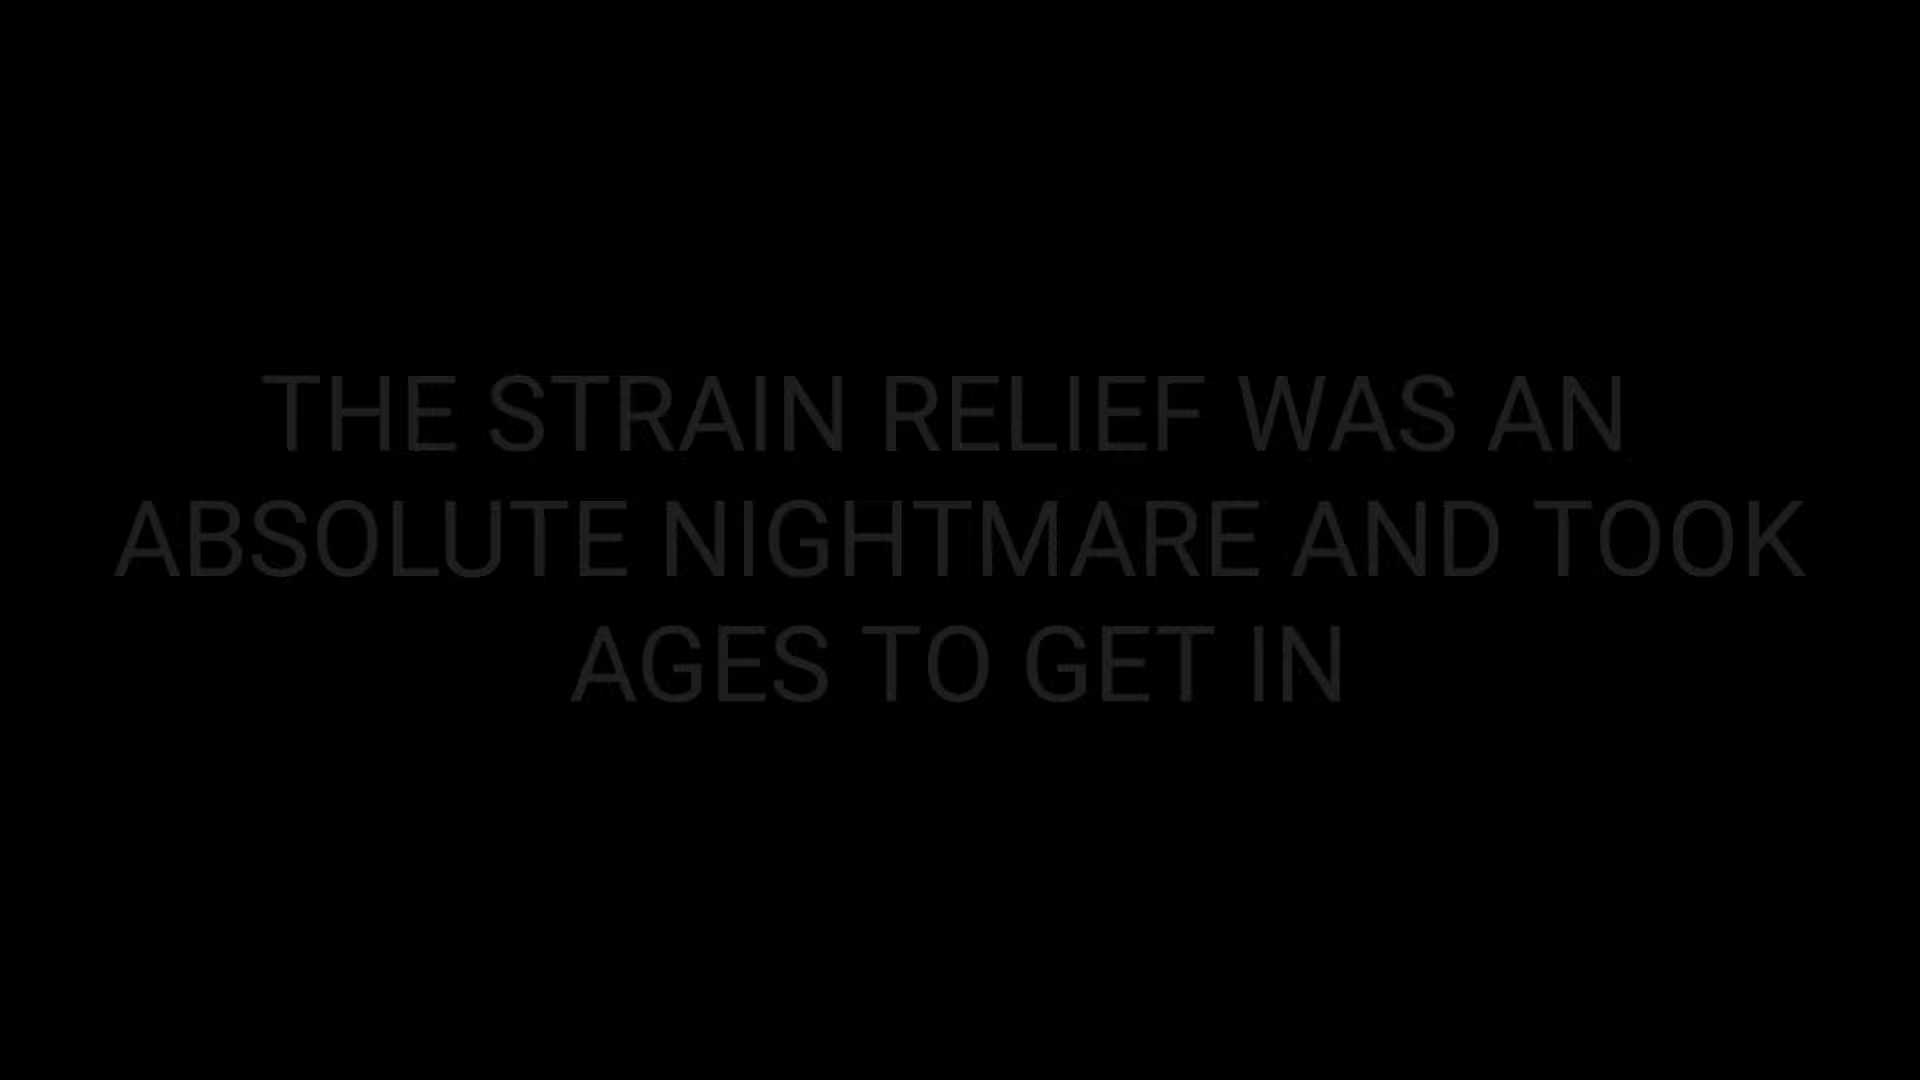 THE STRAIN RELIEF WAS AN
ABSOLUTE NIGHTMARE AND TOOK
AGES TO GET IN